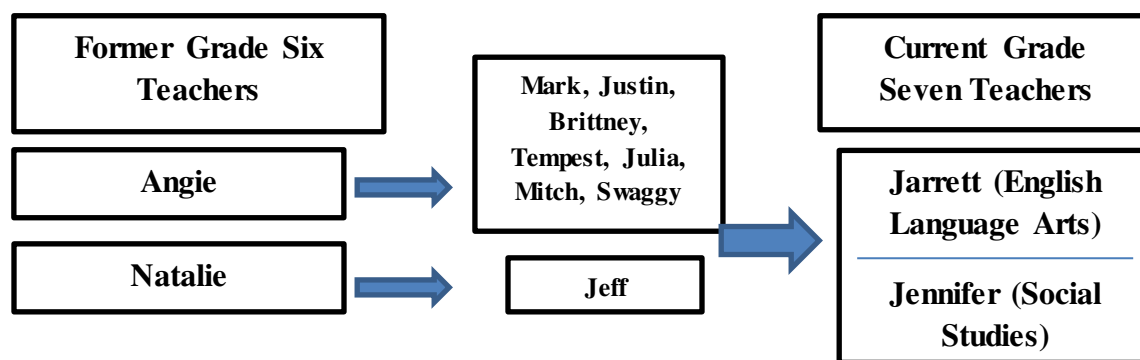 Former Grade Six
Teachers
Angie
Natalie
Mark, Justin,
Brittney,
Tempest, Julia,
Mitch, Swaggy
Jeff
Current Grade
Seven Teachers
Jarrett (English
Language Arts)
Jennifer (Social
Studies)